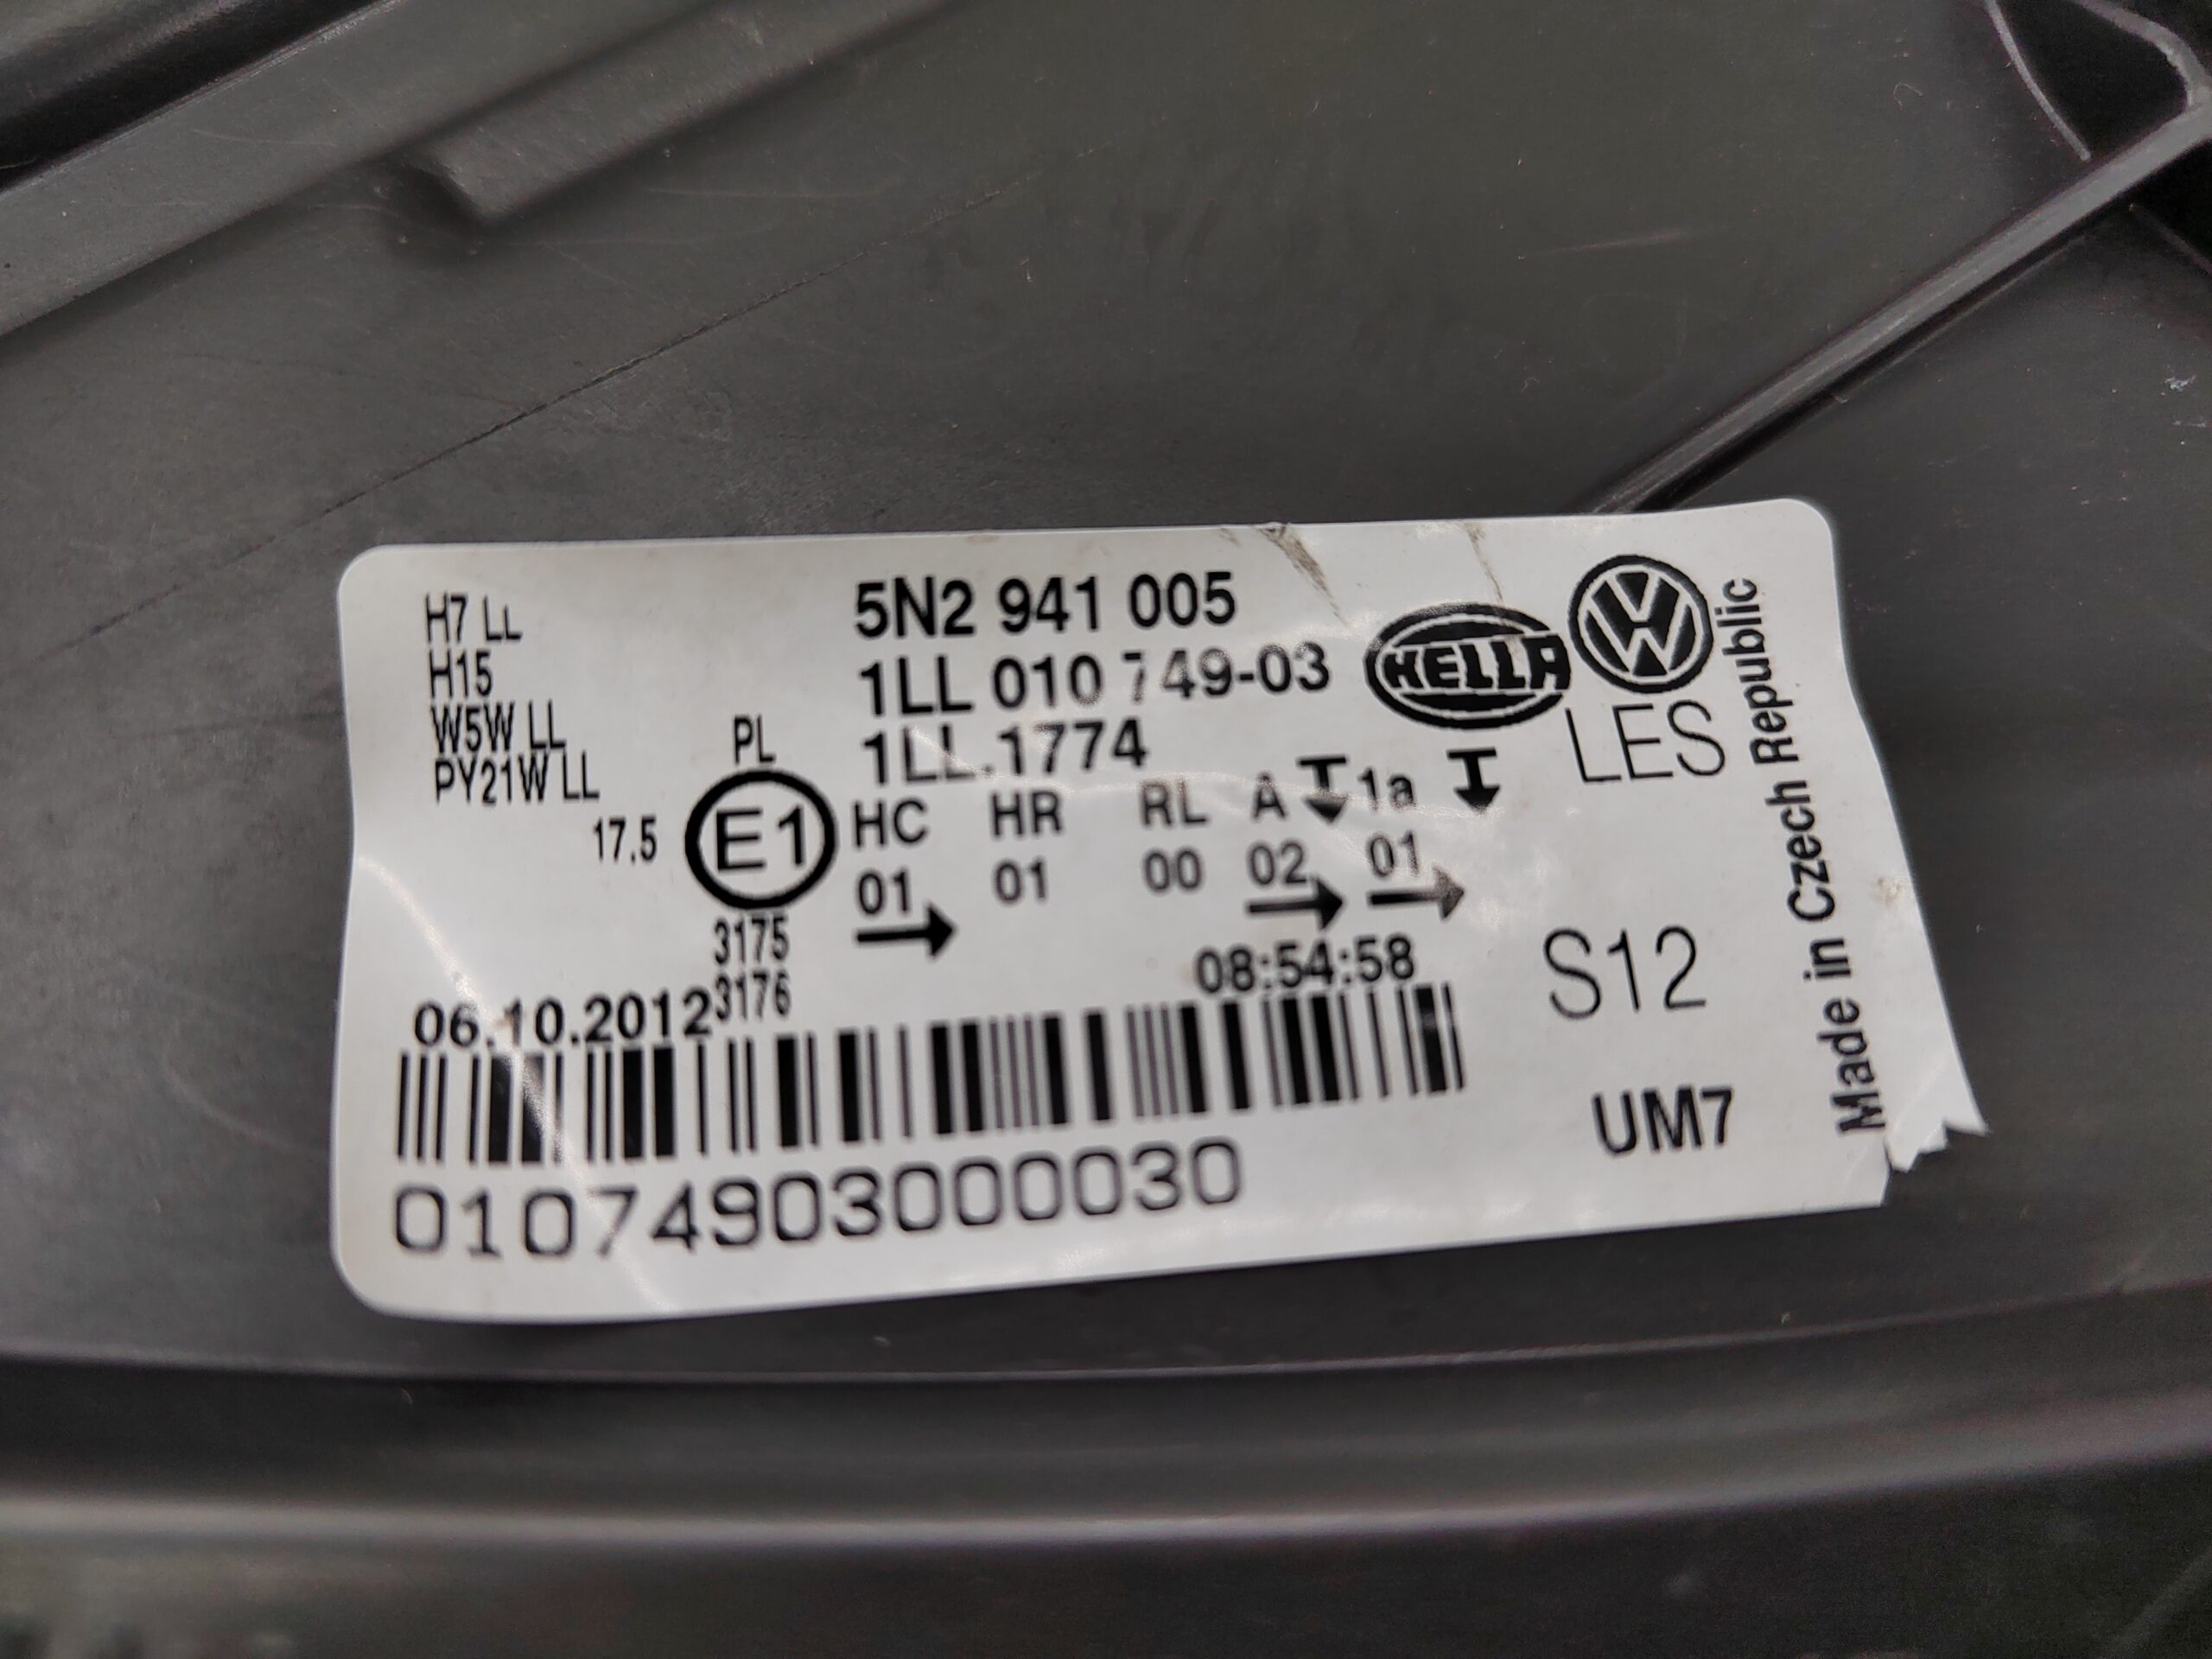 H7 LL
H15
W5W LL
PY21W LL
17.5
PL
E1
3175
3176
5N2 941 005
1LL 010 749-03
1LL.1774
HC HR RL A 1a
01 01 00 02 01
HELLA
VW
LES
06.10.2012
08:54:58
01074903000030
S12
UM7
Made in Czech Republic